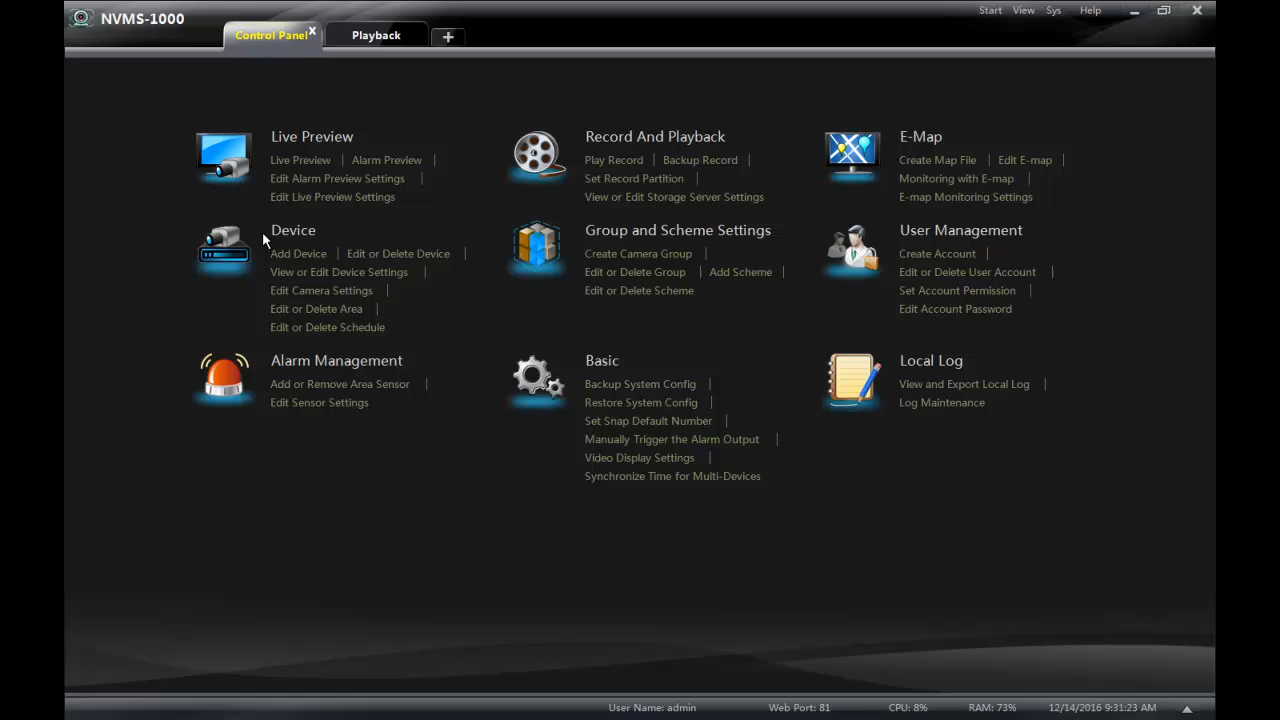 NVMS-1000
Start View Sys Help
Control Panel x Playback +
Live Preview
Live Preview | Alarm Preview |
Edit Alarm Preview Settings |
Edit Live Preview Settings
Record And Playback
Play Record | Backup Record |
Set Record Partition |
View or Edit Storage Server Settings
E-Map
Create Map File | Edit E-map |
Monitoring with E-map |
E-map Monitoring Settings
Device
Add Device | Edit or Delete Device |
View or Edit Device Settings |
Edit Camera Settings |
Edit or Delete Area |
Edit or Delete Schedule
Group and Scheme Settings
Create Camera Group |
Edit or Delete Group | Add Scheme |
Edit or Delete Scheme
User Management
Create Account |
Edit or Delete User Account |
Set Account Permission |
Edit Account Password
Alarm Management
Add or Remove Area Sensor |
Edit Sensor Settings
Basic
Backup System Config |
Restore System Config |
Set Snap Default Number |
Manually Trigger the Alarm Output |
Video Display Settings |
Synchronize Time for Multi-Devices
Local Log
View and Export Local Log |
Log Maintenance
User Name: admin Web Port: 81 CPU: 8% RAM: 73% 12/14/2016 9:31:23 AM